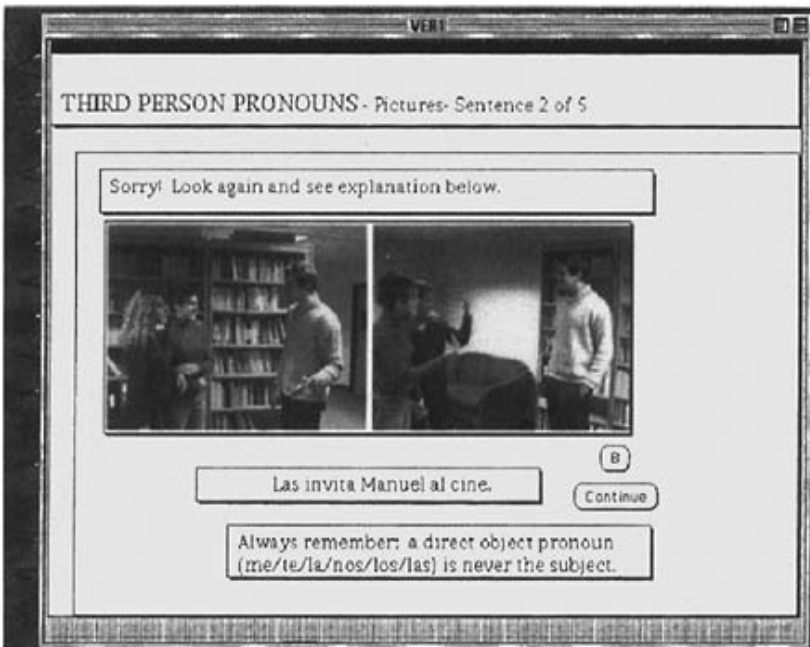 VER1
THIRD PERSON PRONOUNS - Pictures- Sentence 2 of 5
Sorry! Look again and see explanation below.
B
Las invita Manuel al cine.
Continue
Always remember: a direct object pronoun
(me/te/la/nos/los/las) is never the subject.